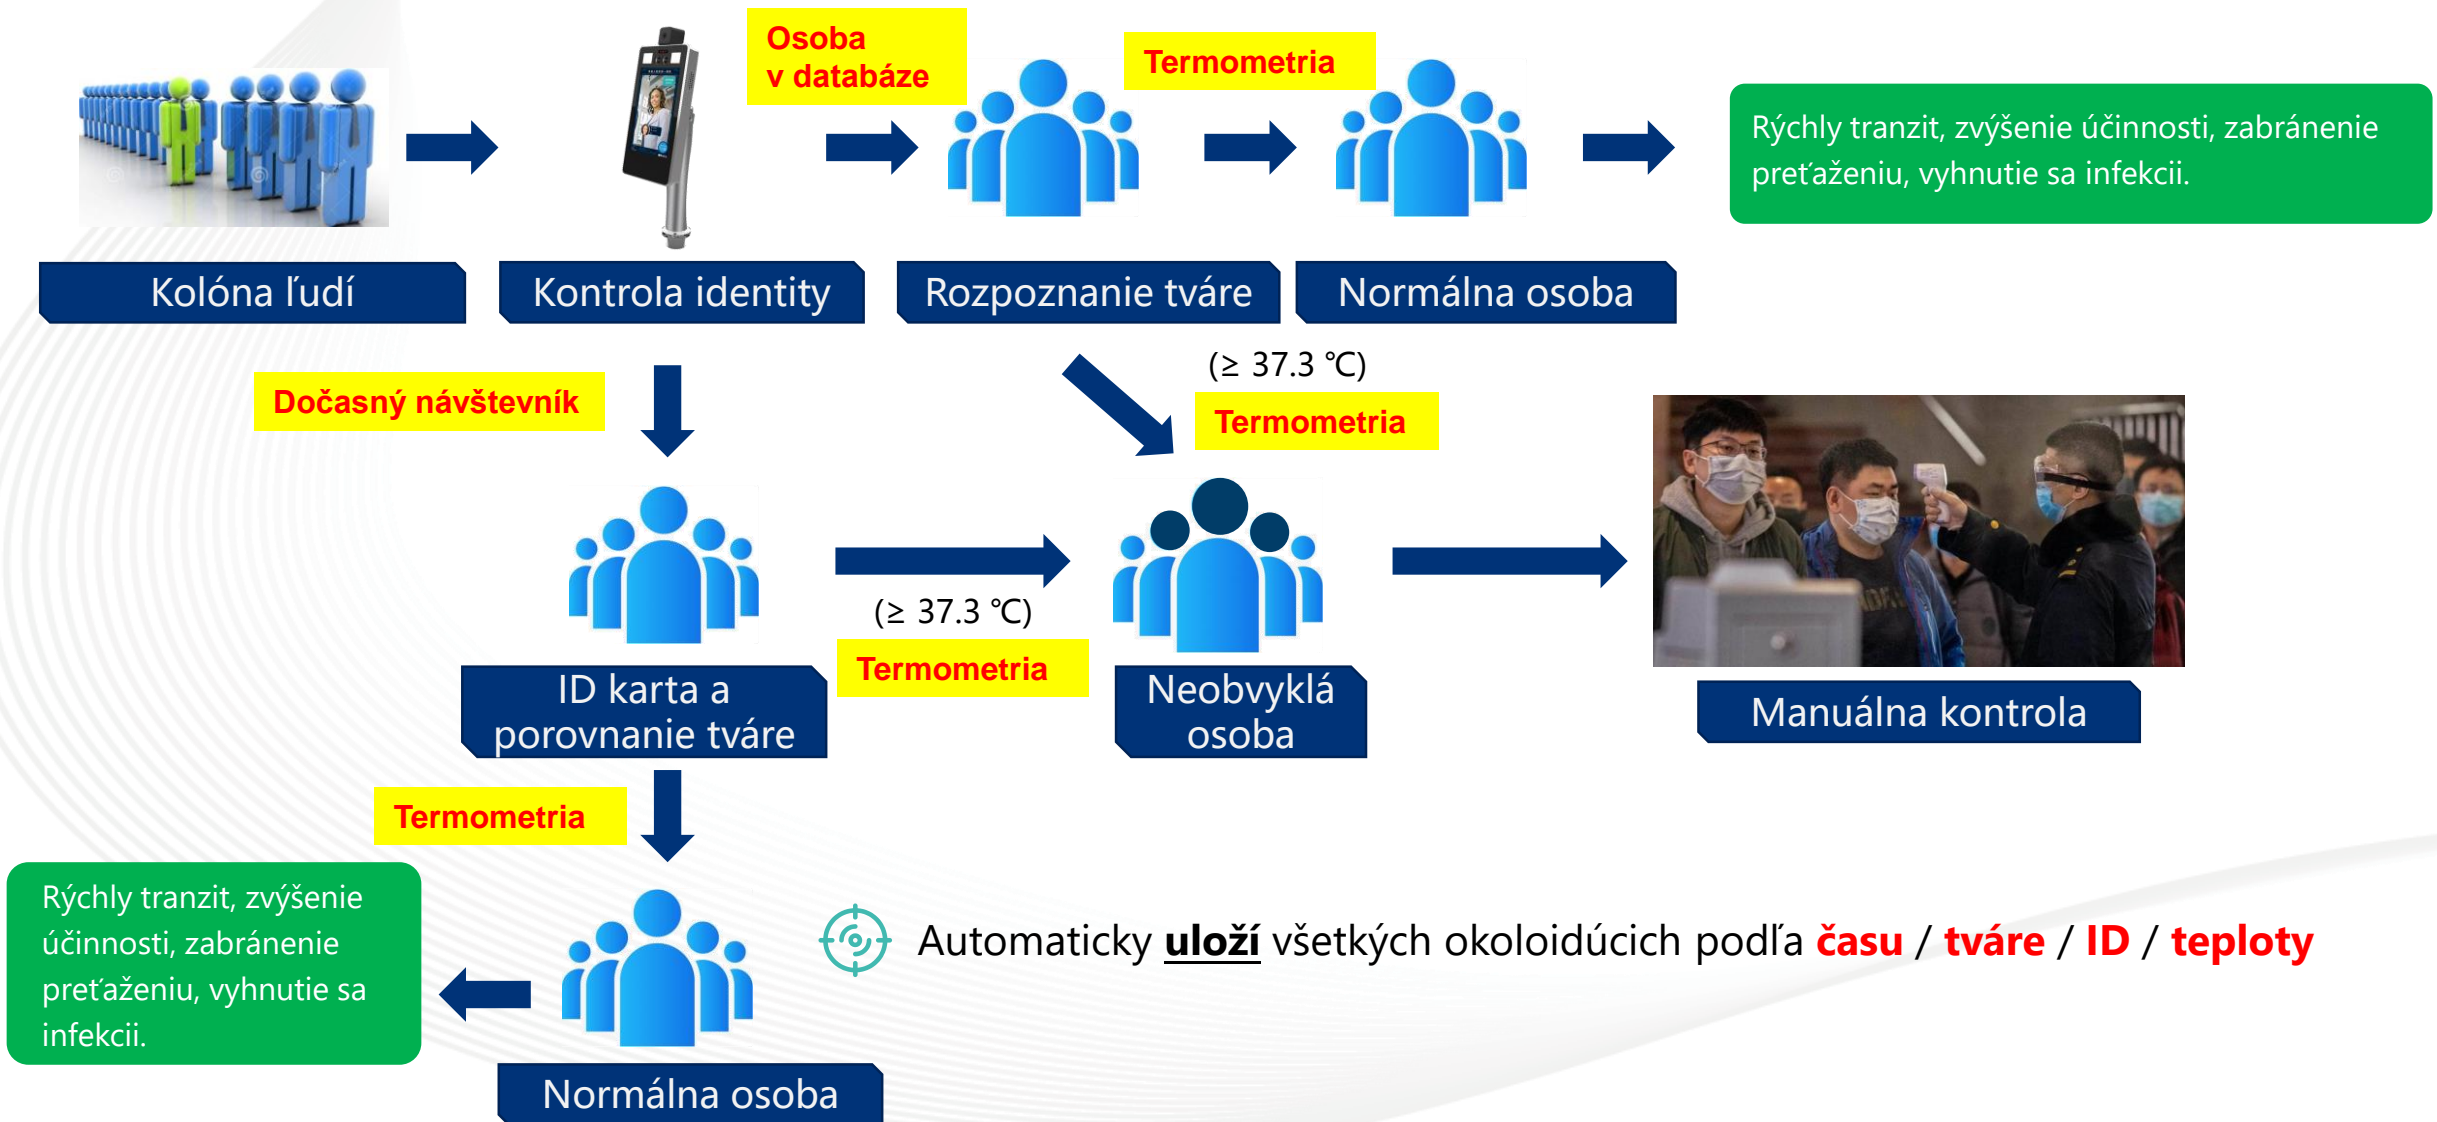 Osoba
v databáze
Termometria
Rýchly tranzit, zvýšenie účinnosti, zabránenie
preťaženiu, vyhnutie sa infekcii.
Kolóna ľudí
Kontrola identity
Rozpoznanie tváre
Normálna osoba
(≥ 37.3 ℃)
Dočasný návštevník
Termometria
(≥ 37.3 ℃)
Termometria
ID karta a
porovnanie tváre
Neobvyklá
osoba
Manuálna kontrola
Termometria
Rýchly tranzit, zvýšenie
účinnosti, zabránenie
preťaženiu, vyhnutie sa
infekcii.
Automaticky uloží všetkých okoloidúcich podľa času / tváre / ID / teploty
Normálna osoba